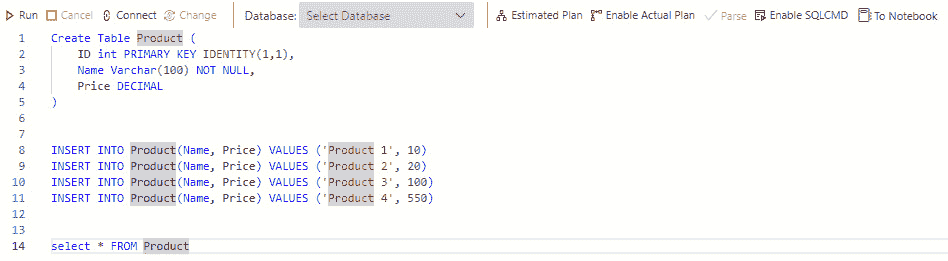 Run Cancel Connect Change Database: Select Database Estimated Plan Enable Actual Plan Parse Enable SQLCMD To Notebook
1 Create Table Product (
2 ID int PRIMARY KEY IDENTITY(1,1),
3 Name Varchar(100) NOT NULL,
4 Price DECIMAL
5 )
6
7
8 INSERT INTO Product(Name, Price) VALUES ('Product 1', 10)
9 INSERT INTO Product(Name, Price) VALUES ('Product 2', 20)
10 INSERT INTO Product(Name, Price) VALUES ('Product 3', 100)
11 INSERT INTO Product(Name, Price) VALUES ('Product 4', 550)
12
13
14 select * FROM Product